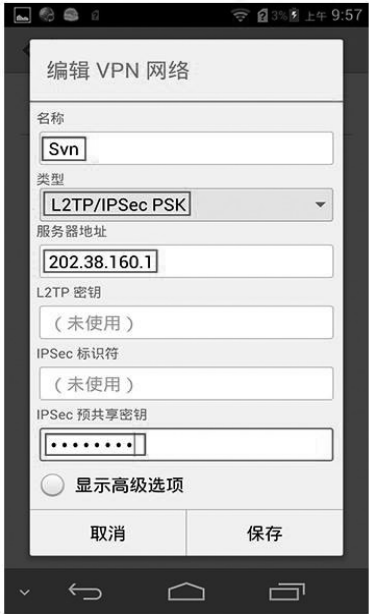 3% 上午 9:57
编辑 VPN 网络
名称
Svn
类型
L2TP/IPSec PSK
服务器地址
202.38.160.1
L2TP 密钥
（未使用）
IPSec 标识符
（未使用）
IPSec 预共享密钥
••••••••
显示高级选项
取消 保存